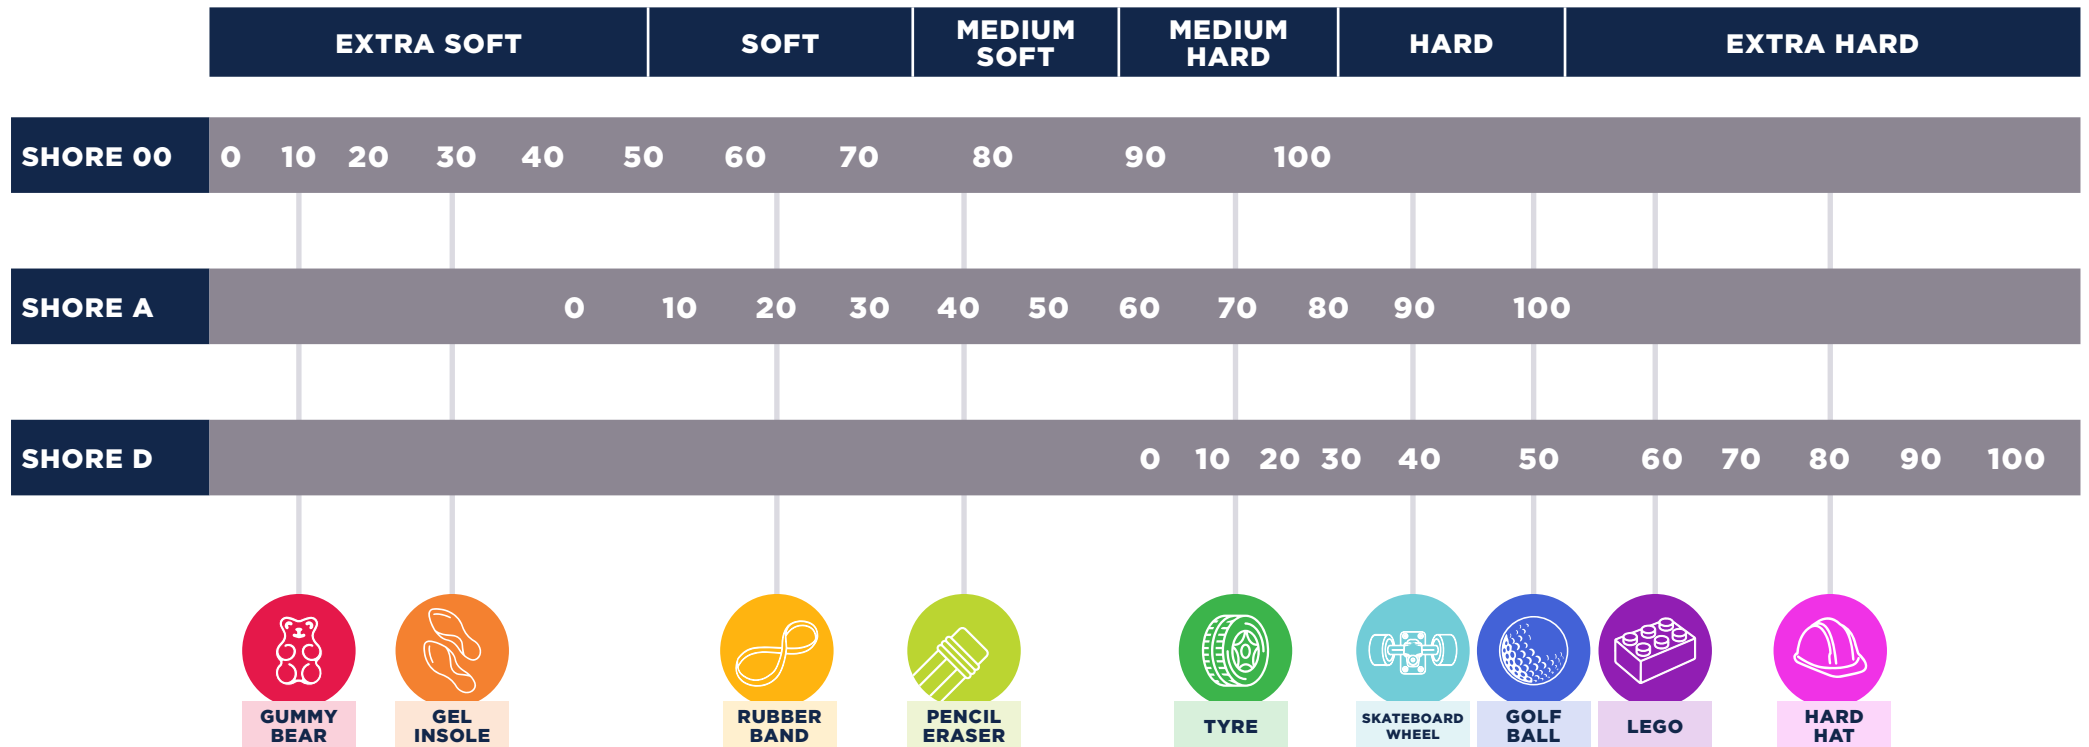 EXTRA SOFT
SOFT
MEDIUM
SOFT
MEDIUM
HARD
HARD
EXTRA HARD
SHORE 00 0 10 20 30 40 50 60 70 80 90 100
SHORE A 0 10 20 30 40 50 60 70 80 90 100
SHORE D 0 10 20 30 40 50 60 70 80 90 100
GUMMY
BEAR
GEL
INSOLE
RUBBER
BAND
PENCIL
ERASER
TYRE
SKATEBOARD
WHEEL
GOLF
BALL
LEGO
HARD
HAT